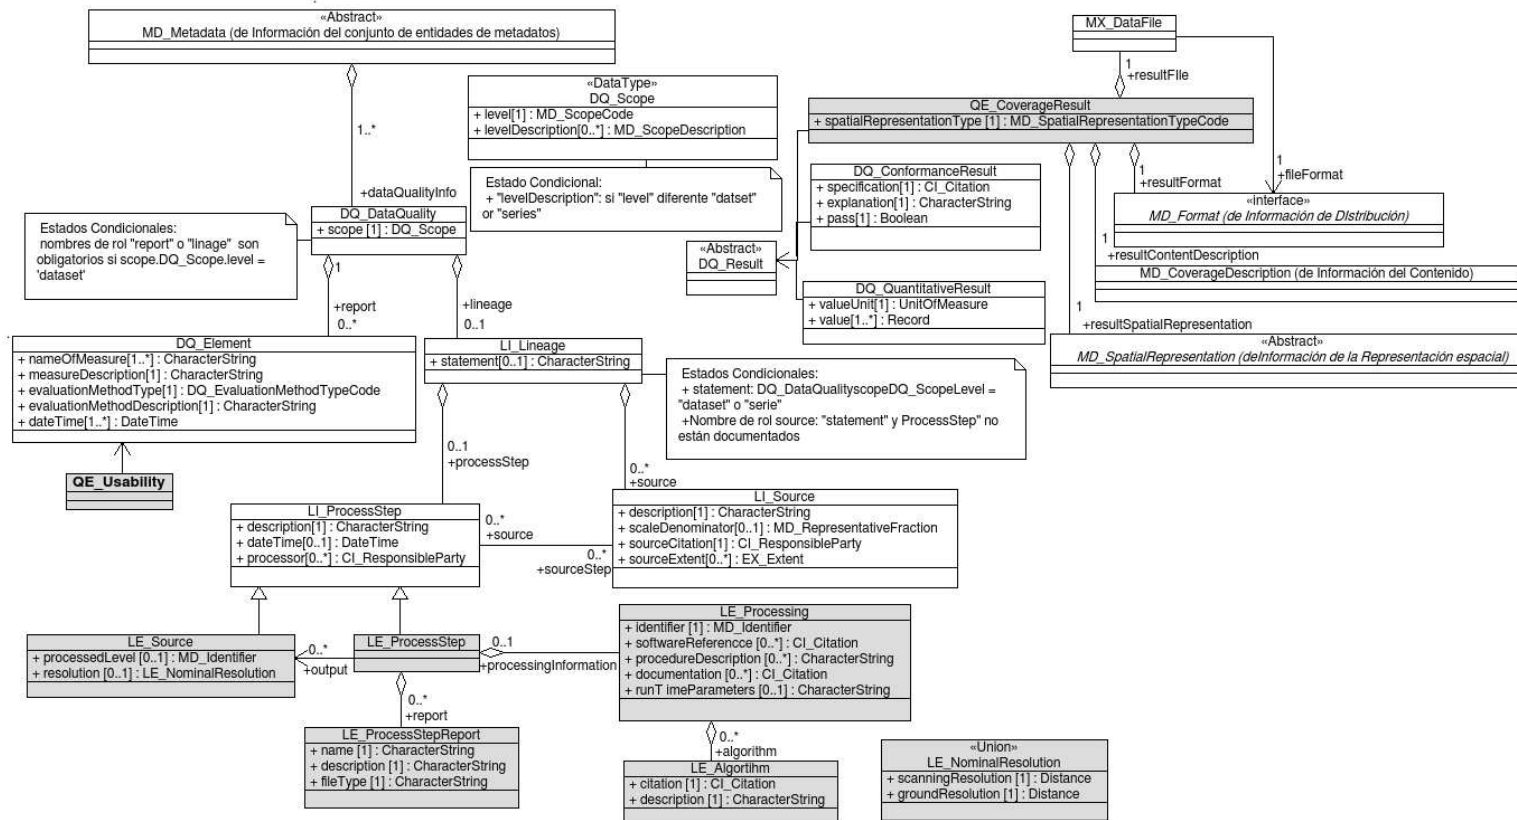 «Abstract»
MD_Metadata (de Información del conjunto de entidades de metadatos)
1..*
+dataQualityInfo
«DataType»
DQ_Scope
+ level[1] : MD_ScopeCode
+ levelDescription[0..*] : MD_ScopeDescription
Estado Condicional:
+ "levelDescription": si "level" diferente "datset"
or "series"
MX_DataFile
1
+resultFIle
QE_CoverageResult
+ spatialRepresentationType [1] : MD_SpatialRepresentationTypeCode
1
+resultFormat
1
+fileFormat
«interface»
MD_Format (de Información de DIstribución)
DQ_ConformanceResult
+ specification[1] : CI_Citation
+ explanation[1] : CharacterString
+ pass[1] : Boolean
«Abstract»
DQ_Result
DQ_QuantitativeResult
+ valueUnit[1] : UnitOfMeasure
+ value[1..*] : Record
1
+resultContentDescription
MD_CoverageDescription (de Información del Contenido)
1
+resultSpatialRepresentation
«Abstract»
MD_SpatialRepresentation (deInformación de la Representación espacial)
Estados Condicionales:
nombres de rol "report" o "linage" son
obligatorios si scope.DQ_Scope.level =
'dataset'
DQ_DataQuality
+ scope [1] : DQ_Scope
1
+report
0..*
+lineage
0..1
DQ_Element
+ nameOfMeasure[1..*] : CharacterString
+ measureDescription[1] : CharacterString
+ evaluationMethodType[1] : DQ_EvaluationMethodTypeCode
+ evaluationMethodDescription[1] : CharacterString
+ dateTime[1..*] : DateTime
QE_Usability
LI_Lineage
+ statement[0..1] : CharacterString
Estados Condicionales:
+ statement: DQ_DataQualityscopeDQ_ScopeLevel =
"dataset" o "serie"
+Nombre de rol source: "statement" y ProcessStep" no
están documentados
0..1
+processStep
0..*
+source
LI_ProcessStep
+ description[1] : CharacterString
+ dateTime[0..1] : DateTime
+ processor[0..*] : CI_ResponsibleParty
0..*
+source
0..*
+sourceStep
LI_Source
+ description[1] : CharacterString
+ scaleDenominator[0..1] : MD_RepresentativeFraction
+ sourceCitation[1] : CI_ResponsibleParty
+ sourceExtent[0..*] : EX_Extent
LE_Source
+ processedLevel [0..1] : MD_Identifier
+ resolution [0..1] : LE_NominalResolution
0..*
+output
LE_ProcessStep
0..1
+processingInformation
LE_Processing
+ identifier [1] : MD_Identifier
+ softwareReferencce [0..*] : CI_Citation
+ procedureDescription [0..*] : CharacterString
+ documentation [0..*] : CI_Citation
+ runT imeParameters [0..1] : CharacterString
0..*
+report
LE_ProcessStepReport
+ name [1] : CharacterString
+ description [1] : CharacterString
+ fileType [1] : CharacterString
0..*
+algorithm
LE_Algortihm
+ citation [1] : CI_Citation
+ description [1] : CharacterString
«Union»
LE_NominalResolution
+ scanningResolution [1] : Distance
+ groundResolution [1] : Distance